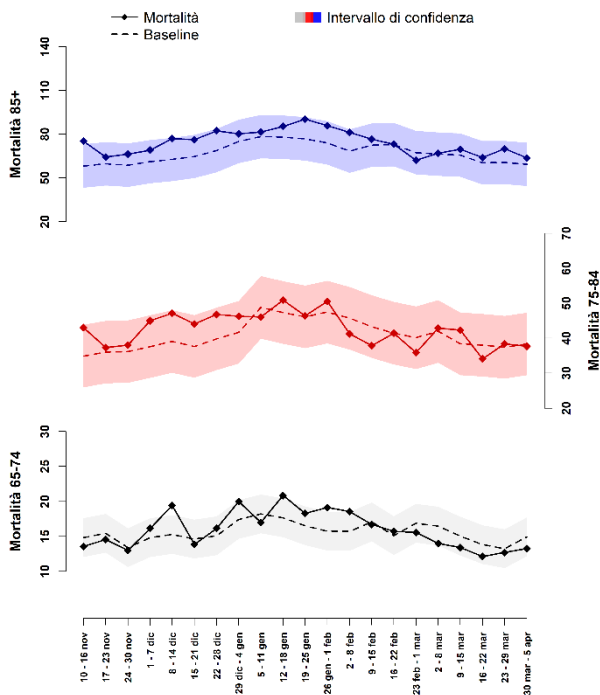 Mortalità
Intervallo di confidenza
Baseline
Mortalità 85+
140
110
80
50
20
Mortalità 75-84
70
60
50
40
30
20
Mortalità 65-74
30
25
20
15
10
10 - 16 nov
17 - 23 nov
24 - 30 nov
1 - 7 dic
8 - 14 dic
15 - 21 dic
22 - 28 dic
29 dic - 4 gen
5 - 11 gen
12 - 18 gen
19 - 25 gen
26 gen - 1 feb
2 - 8 feb
9 - 15 feb
16 - 22 feb
23 feb - 1 mar
2 - 8 mar
9 - 15 mar
16 - 22 mar
23 - 29 mar
30 mar - 5 apr